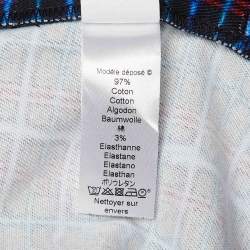 Modèle déposé ©
97%
Coton
Cotton
Algodon
Baumwolle
綿
3%
Elasthanne
Elastane
Elastano
Elasthan
ポリウレタン
Nettoyer sur
envers